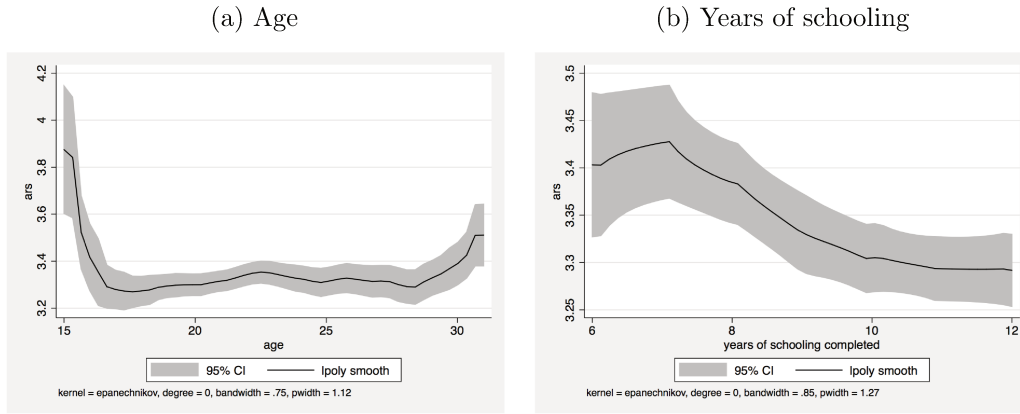 (a) Age
4.2
4
3.8
3.6
3.4
3.2
ars
15 20 25 30
age
95% CI lpoly smooth
kernel = epanechnikov, degree = 0, bandwidth = .75, pwidth = 1.12
(b) Years of schooling
3.5
3.45
3.4
3.35
3.3
3.25
ars
6 8 10 12
years of schooling completed
95% CI lpoly smooth
kernel = epanechnikov, degree = 0, bandwidth = .85, pwidth = 1.27